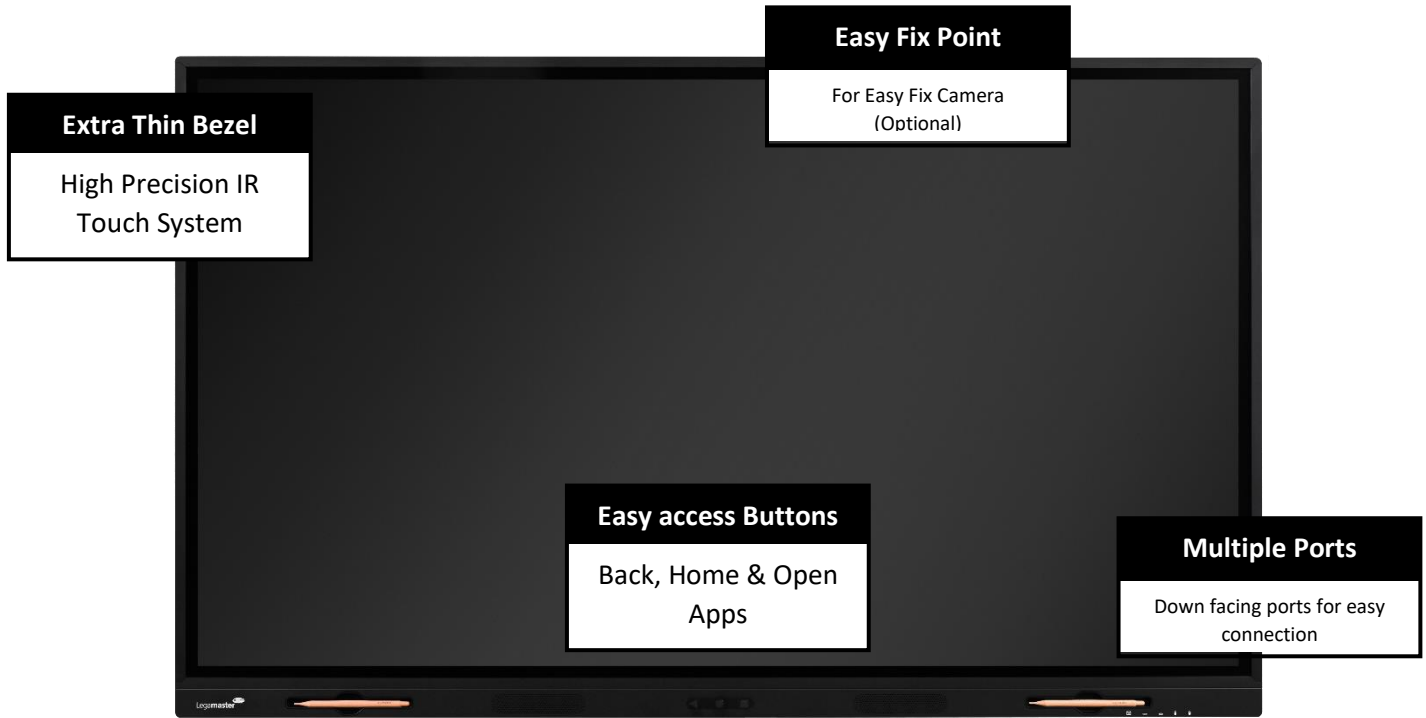 Easy Fix Point
For Easy Fix Camera
(Optional)
Extra Thin Bezel
High Precision IR
Touch System
Easy access Buttons
Back, Home & Open
Apps
Multiple Ports
Down facing ports for easy
connection
Legamaster